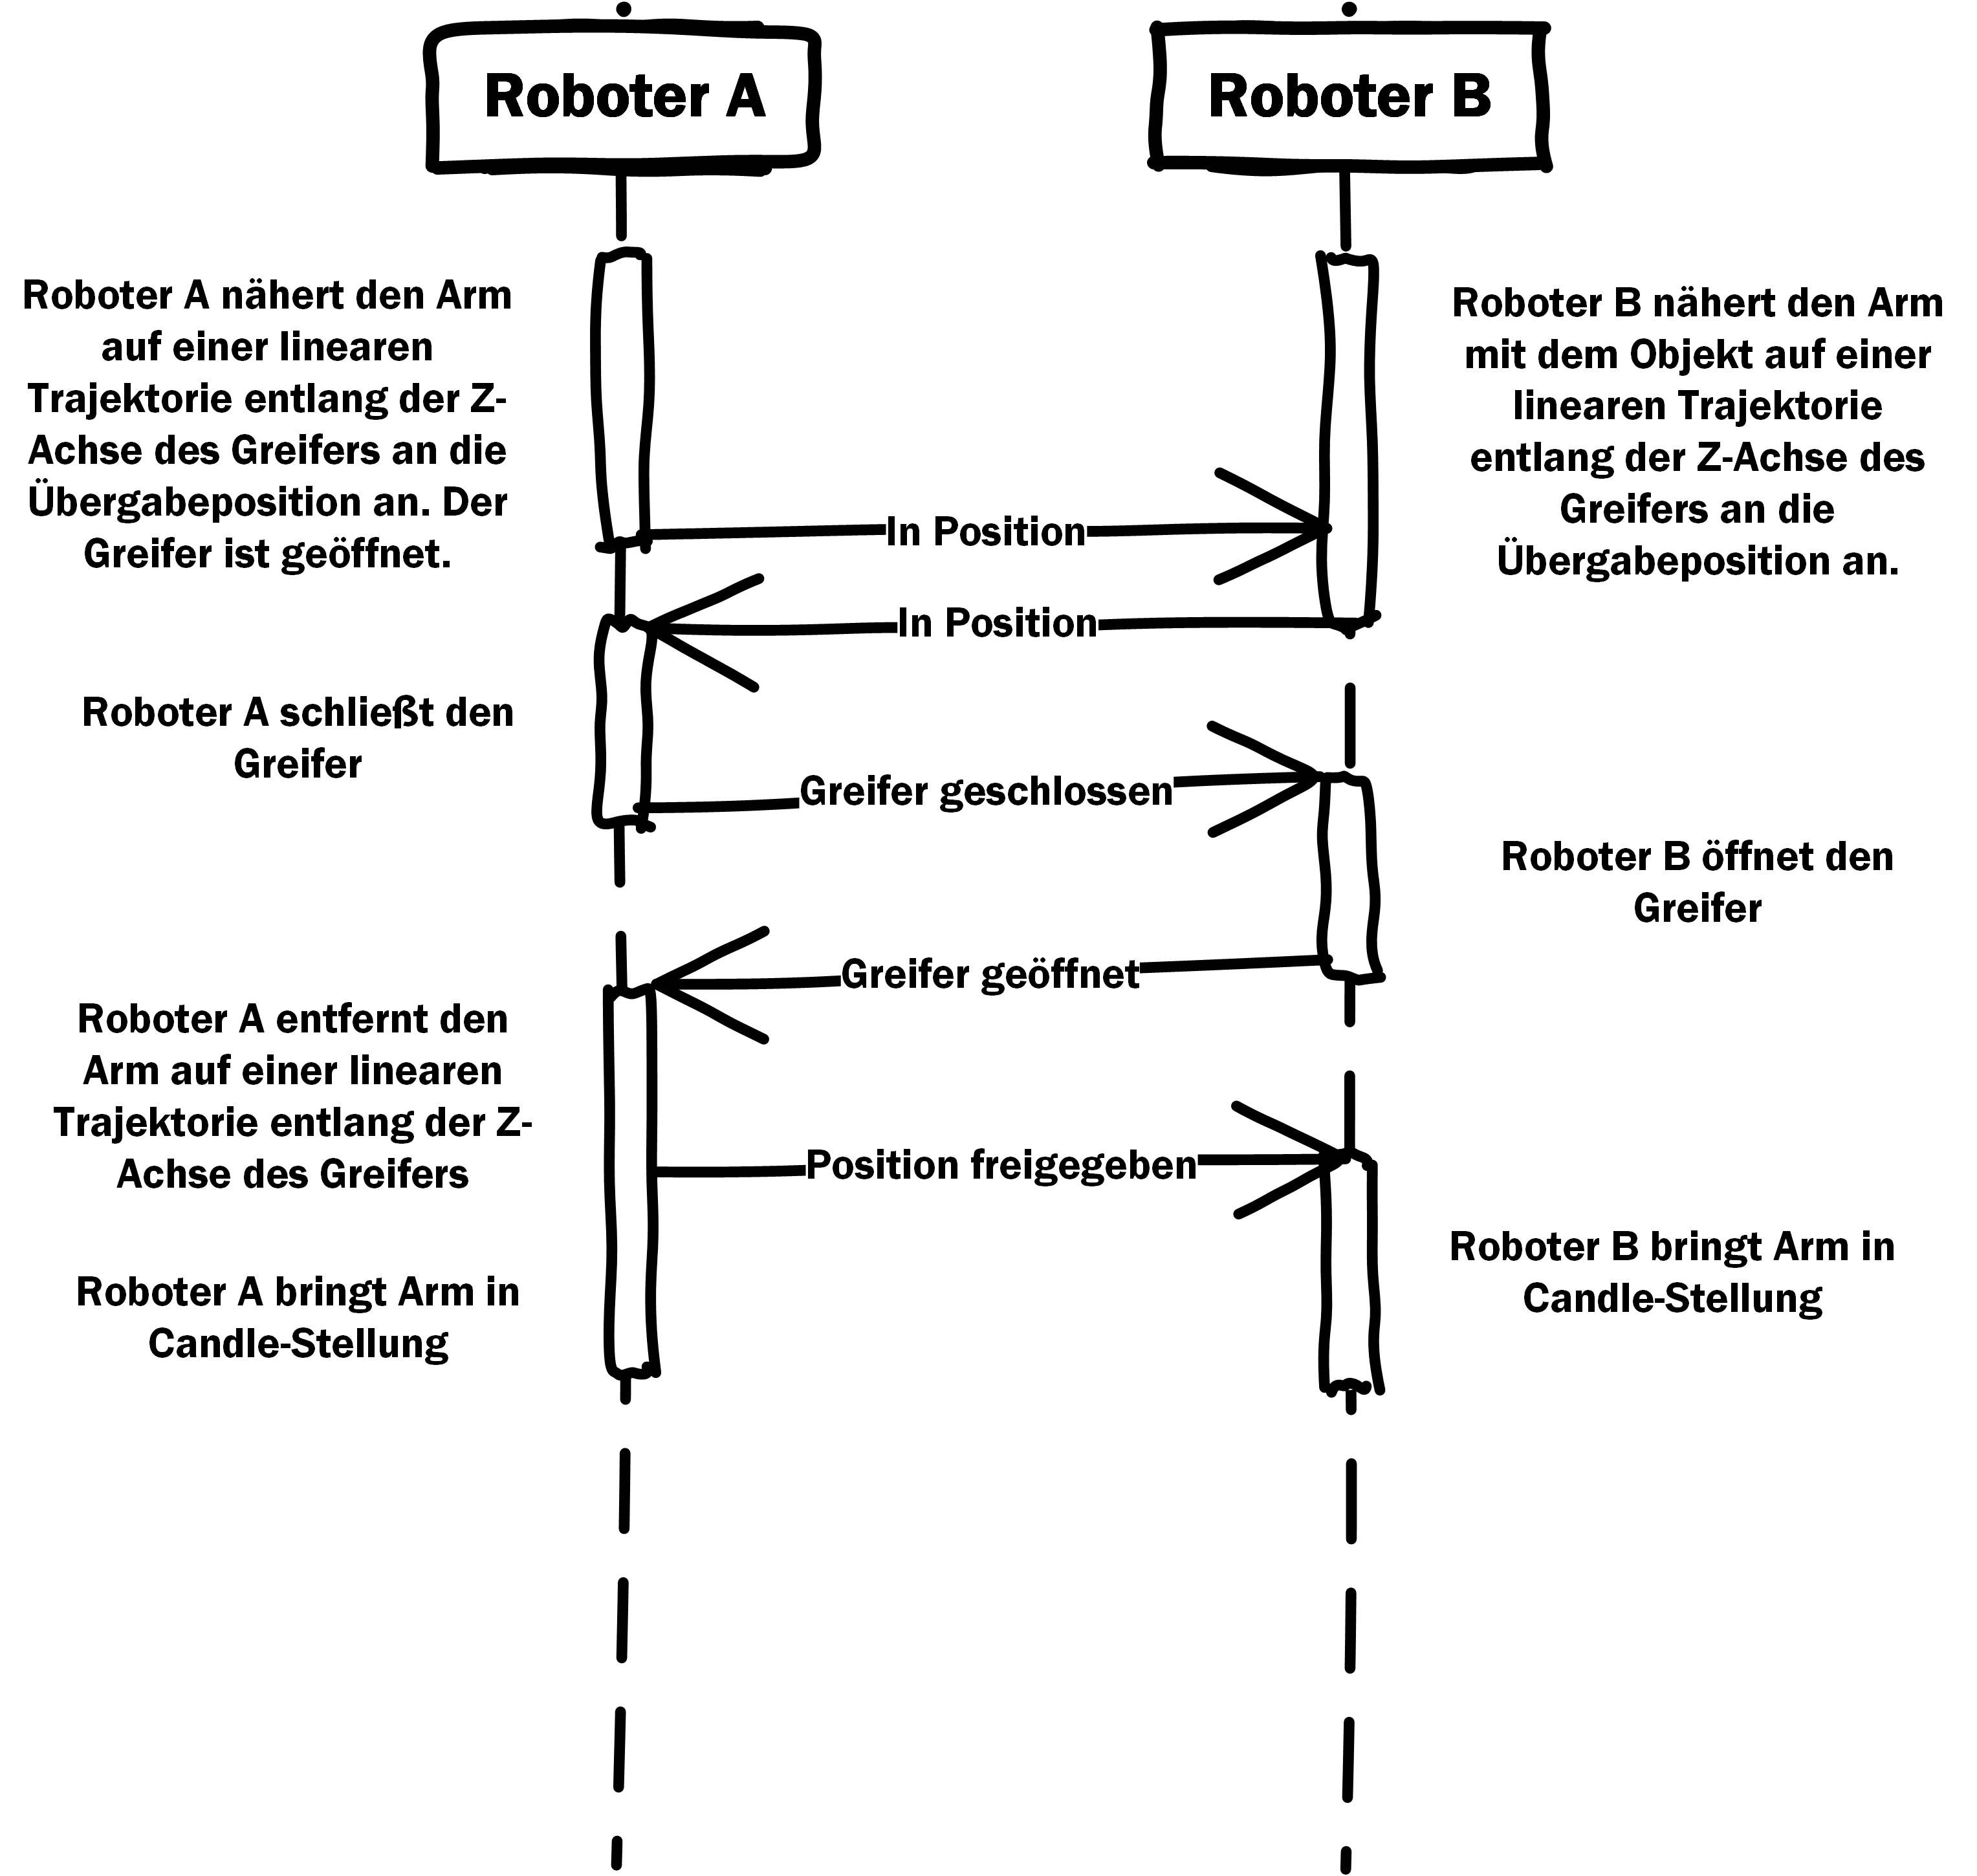 Roboter A
Roboter B
Roboter A nähert den Arm
auf einer linearen
Trajektorie entlang der Z-
Achse des Greifers an die
Übergabeposition an. Der
Greifer ist geöffnet.
Roboter B nähert den Arm
mit dem Objekt auf einer
linearen Trajektorie
entlang der Z-Achse des
Greifers an die
Übergabeposition an.
In Position
In Position
Roboter A schließt den
Greifer
Greifer geschlossen
Roboter B öffnet den
Greifer
Greifer geöffnet
Roboter A entfernt den
Arm auf einer linearen
Trajektorie entlang der Z-
Achse des Greifers
Position freigegeben
Roboter A bringt Arm in
Candle-Stellung
Roboter B bringt Arm in
Candle-Stellung